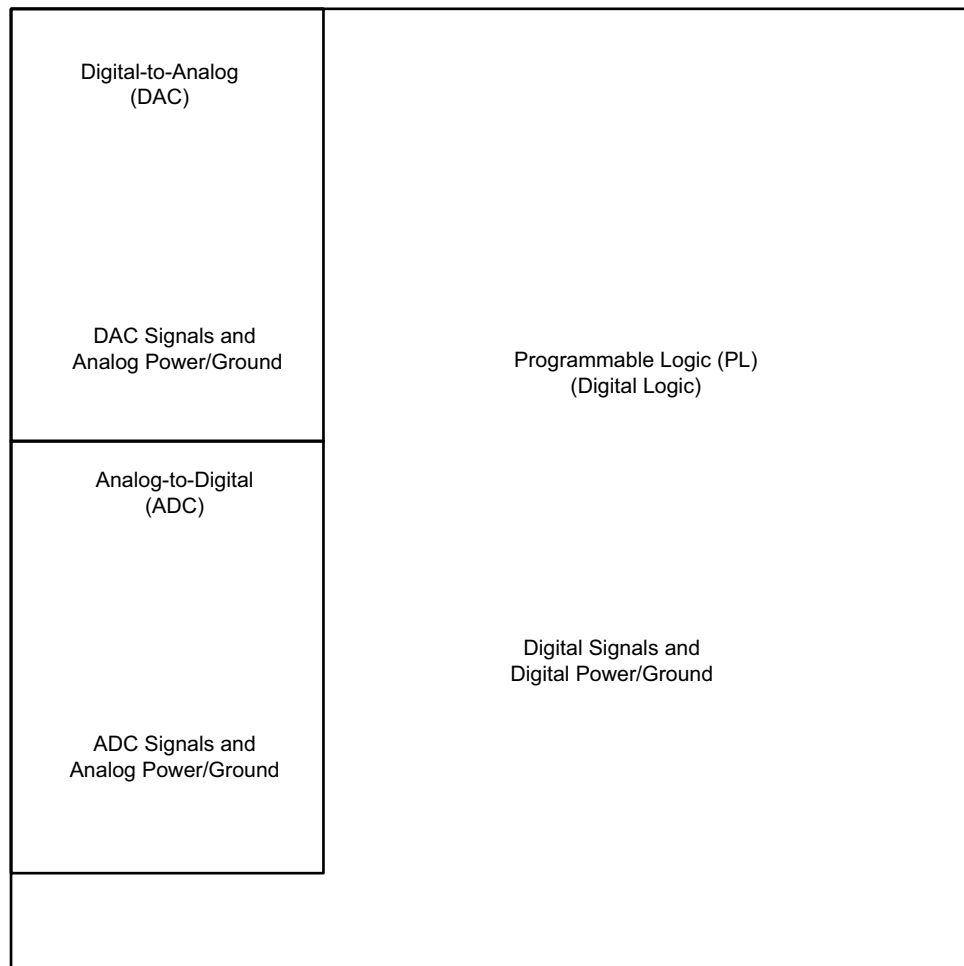 Digital-to-Analog
(DAC)
DAC Signals and
Analog Power/Ground
Analog-to-Digital
(ADC)
ADC Signals and
Analog Power/Ground
Programmable Logic (PL)
(Digital Logic)
Digital Signals and
Digital Power/Ground